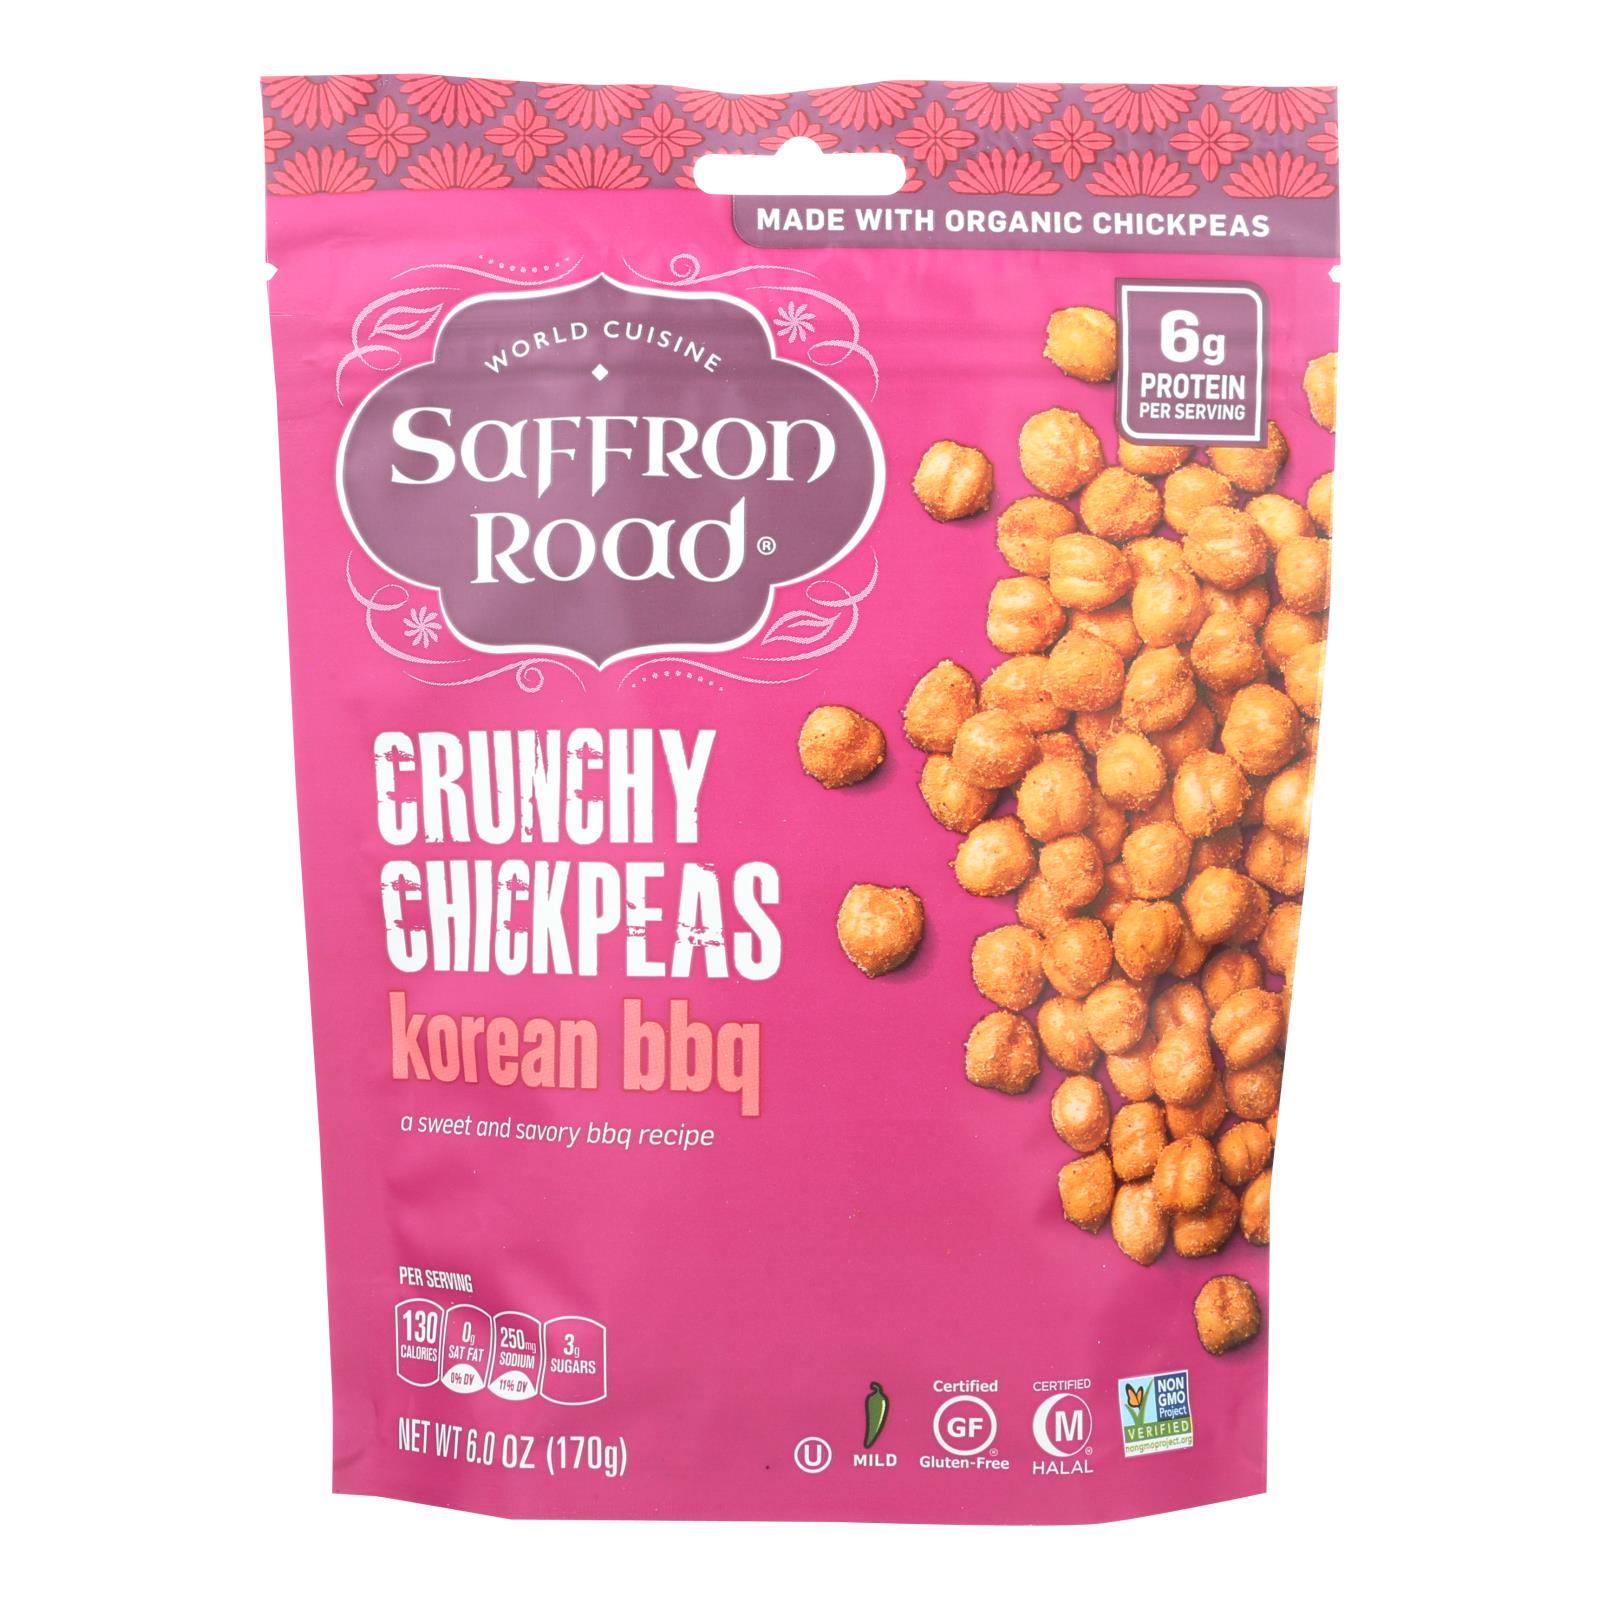 MADE WITH ORGANIC CHICKPEAS
6g
PROTEIN
PER SERVING
WORLD CUISINE
SAFFRON
ROAD®
CRUNCHY
CHICKPEAS
korean bbq
a sweet and savory bbq recipe
PER SERVING
130
CALORIES
0g
SAT FAT
0% DV
250mg
SODIUM
11% DV
3g
SUGARS
NET WT 6.0 OZ (170g)
U
MILD
Certified
GF
®
Gluten-Free
CERTIFIED
M
®
HALAL
NON
GMO
Project
VERIFIED
nongmoproject.org